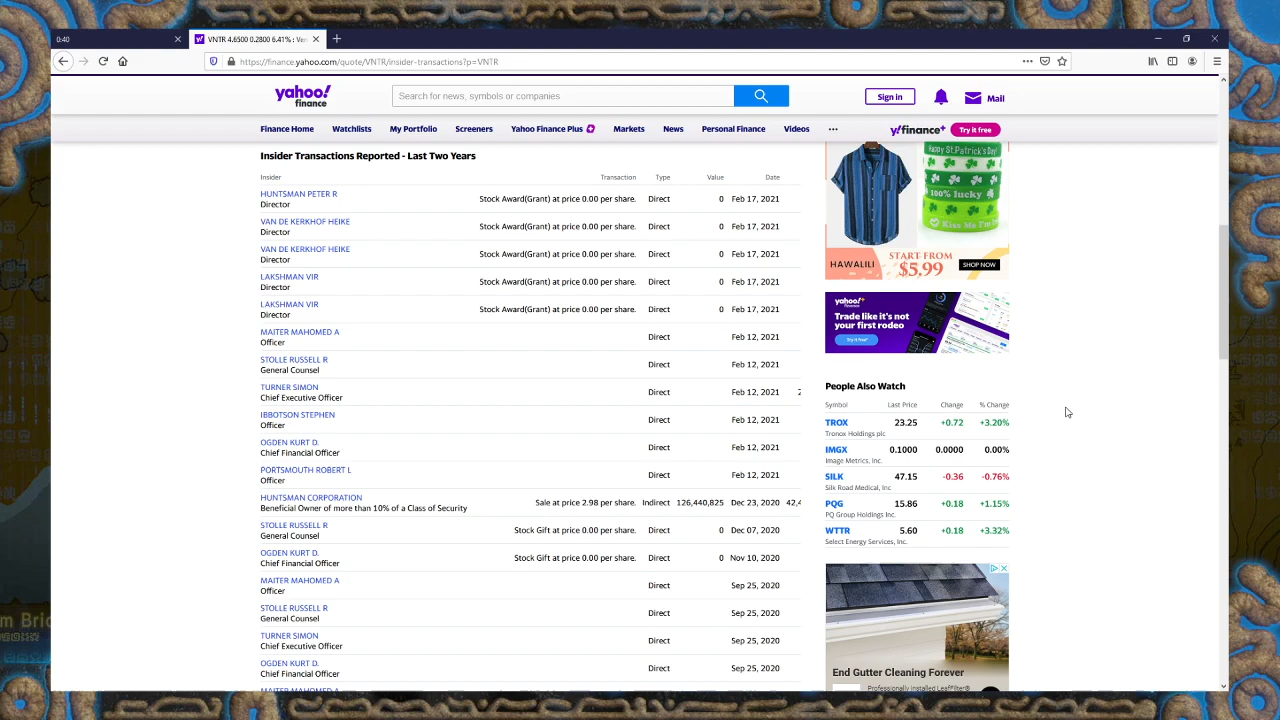 0:40
VNTR 4.6500 0.2800 6.41% : Ven
https://finance.yahoo.com/quote/VNTR/insider-transactions?p=VNTR
yahoo!
finance
Search for news, symbols or companies
Sign in
Mail
Finance Home Watchlists My Portfolio Screeners Yahoo Finance Plus Markets News Personal Finance Videos ••• y!finance+ Try it free
Insider Transactions Reported - Last Two Years
Insider Transaction Type Value Date
HUNTSMAN PETER R
Director
Stock Award(Grant) at price 0.00 per share. Direct 0 Feb 17, 2021
VAN DE KERKHOF HEIKE
Director
Stock Award(Grant) at price 0.00 per share. Direct 0 Feb 17, 2021
VAN DE KERKHOF HEIKE
Director
Stock Award(Grant) at price 0.00 per share. Direct 0 Feb 17, 2021
LAKSHMAN VIR
Director
Stock Award(Grant) at price 0.00 per share. Direct 0 Feb 17, 2021
LAKSHMAN VIR
Director
Stock Award(Grant) at price 0.00 per share. Direct 0 Feb 17, 2021
MAITER MAHOMED A
Officer
Direct Feb 12, 2021
STOLLE RUSSELL R
General Counsel
Direct Feb 12, 2021
TURNER SIMON
Chief Executive Officer
Direct Feb 12, 2021 2
IBBOTSON STEPHEN
Officer
Direct Feb 12, 2021
OGDEN KURT D.
Chief Financial Officer
Direct Feb 12, 2021
PORTSMOUTH ROBERT L
Officer
Direct Feb 12, 2021
HUNTSMAN CORPORATION
Beneficial Owner of more than 10% of a Class of Security
Sale at price 2.98 per share. Indirect 126,440,825 Dec 23, 2020 42,4
STOLLE RUSSELL R
General Counsel
Stock Gift at price 0.00 per share. Direct 0 Dec 07, 2020
OGDEN KURT D.
Chief Financial Officer
Stock Gift at price 0.00 per share. Direct 0 Nov 10, 2020
MAITER MAHOMED A
Officer
Direct Sep 25, 2020
STOLLE RUSSELL R
General Counsel
Direct Sep 25, 2020
TURNER SIMON
Chief Executive Officer
Direct Sep 25, 2020
OGDEN KURT D.
Chief Financial Officer
Direct Sep 25, 2020
MAITER MAHOMED A
Happy St.Patrick's Day!
100% lucky
Kiss Me I'm
HAWALILI
START FROM
$5.99
SHOP NOW
yahoo!+
finance
Trade like it's not
your first rodeo
Try it free!
People Also Watch
Symbol Last Price Change % Change
TROX 23.25 +0.72 +3.20%
Tronox Holdings plc
IMGX 0.1000 0.0000 0.00%
Image Metrics, Inc.
SILK 47.15 -0.36 -0.76%
Silk Road Medical, Inc
PQG 15.86 +0.18 +1.15%
PQ Group Holdings Inc.
WTTR 5.60 +0.18 +3.32%
Select Energy Services, Inc.
End Gutter Cleaning Forever
Professionally installed LeafFilter®
m Bric